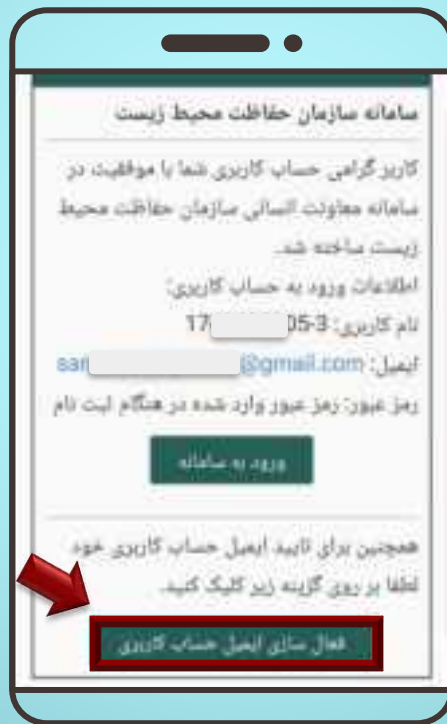 سامانه سازمان حفاظت محیط زیست
کاربر گرامی حساب کاربری شما با موفقیت در
سامانه معاونت انسانی سازمان حفاظت محیط
زیست ساخته شد.
اطلاعات ورود به حساب کاربری:
نام کاربری: 17 05-3
ایمیل: sar @gmail.com
رمز عبور: رمز عبور وارد شده در هنگام ثبت نام
ورود به سامانه
همچنین برای تایید ایمیل حساب کاربری خود
لطفا بر روی گزینه زیر کلیک کنید.
فعال سازی ایمیل حساب کاربری